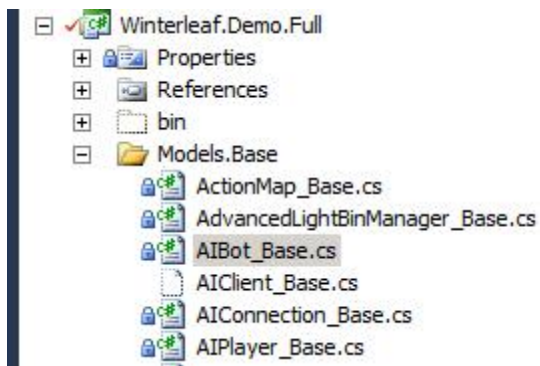 Winterleaf.Demo.Full
Properties
References
bin
Models.Base
ActionMap_Base.cs
AdvancedLightBinManager_Base.cs
AIBot_Base.cs
AIClient_Base.cs
AIConnection_Base.cs
AIPlayer_Base.cs